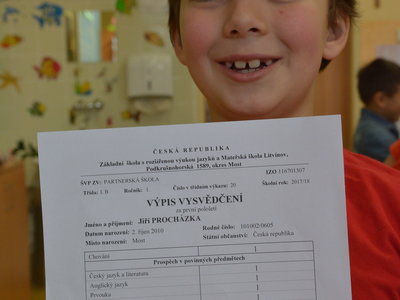 ČESKÁ REPUBLIKA
Základní škola s rozšířenou výukou jazyků a Mateřská škola Litvínov,
Podkrušnohorská 1589, okres Most
ŠVP ZV: PARTNERSKÁ ŠKOLA IZO 116701307
Třída: I. B Ročník: 1. Číslo v třídním výkazu: 20 Školní rok: 2017/18
VÝPIS VYSVĚDČENÍ
za první pololetí
Jméno a příjmení: Jiří PROCHÁZKA
Datum narození: 2. říjen 2010 Rodné číslo: 101002/0605
Místo narození: Most Státní občanství: Česká republika
Chování 1
Prospěch v povinných předmětech
Český jazyk a literatura 1
Anglický jazyk 1
Prvouka 1